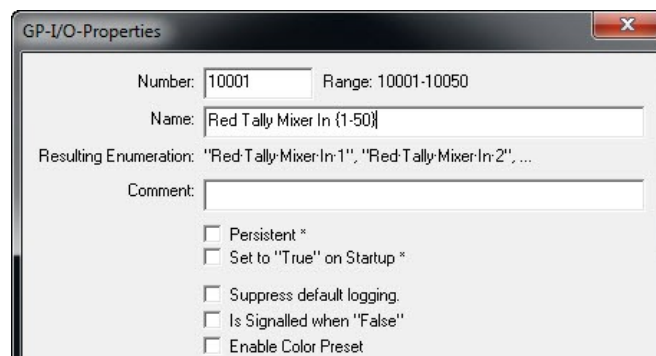 GP-I/O-Properties
Number: 10001 Range: 10001-10050
Name: Red Tally Mixer In {1-50}
Resulting Enumeration: "Red·Tally·Mixer·In·1", "Red·Tally·Mixer·In·2", ...
Comment:
Persistent *
Set to "True" on Startup *
Suppress default logging.
Is Signalled when "False"
Enable Color Preset